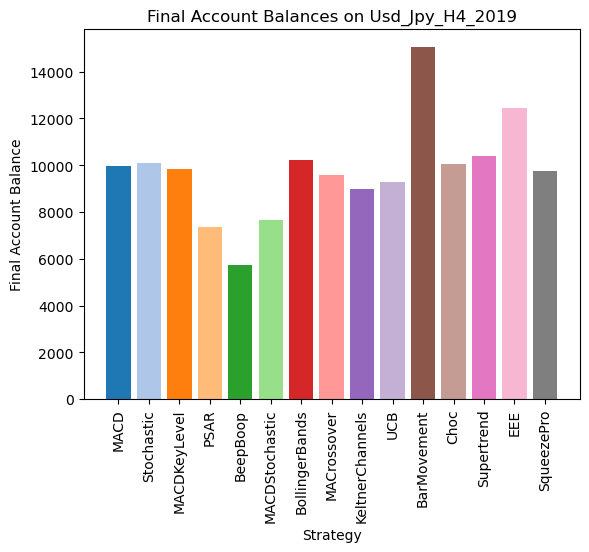 Final Account Balances on Usd_Jpy_H4_2019
Final Account Balance
14000
12000
10000
8000
6000
4000
2000
0
MACD
Stochastic
MACDKeyLevel
PSAR
BeepBoop
MACDStochastic
BollingerBands
MACrossover
KeltnerChannels
UCB
BarMovement
Choc
Supertrend
EEE
SqueezePro
Strategy